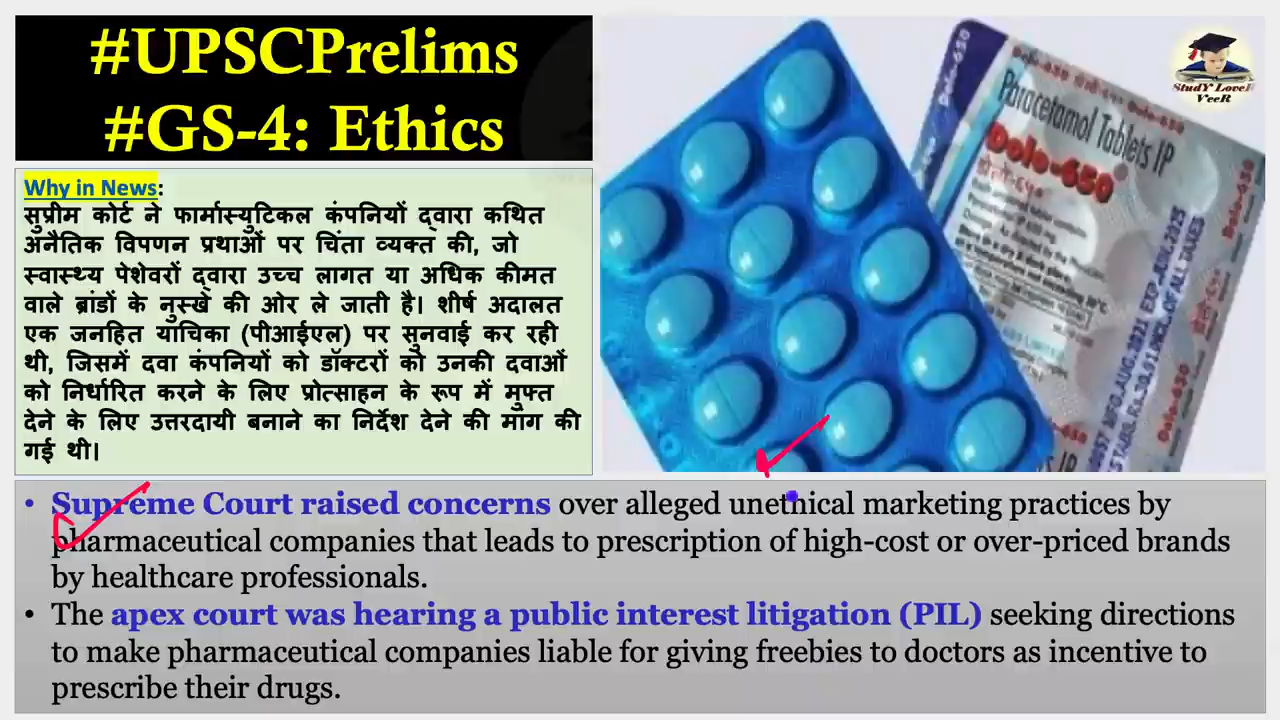 #UPSCPrelims
#GS-4: Ethics
Why in News:
सुप्रीम कोर्ट ने फार्मास्युटिकल कंपनियों द्वारा कथित
अनैतिक विपणन प्रथाओं पर चिंता व्यक्त की, जो
स्वास्थ्य पेशेवरों द्वारा उच्च लागत या अधिक कीमत
वाले ब्रांडों के नुस्खे की ओर ले जाती है। शीर्ष अदालत
एक जनहित याचिका (पीआईएल) पर सुनवाई कर रही
थी, जिसमें दवा कंपनियों को डॉक्टरों को उनकी दवाओं
को निर्धारित करने के लिए प्रोत्साहन के रूप में मुफ्त
देने के लिए उत्तरदायी बनाने का निर्देश देने की मांग की
गई थी।
Dolo-650
Paracetamol Tablets IP
Dolo-650
StudY LoveR
VeeR
• Supreme Court raised concerns over alleged unethical marketing practices by
pharmaceutical companies that leads to prescription of high-cost or over-priced brands
by healthcare professionals.
• The apex court was hearing a public interest litigation (PIL) seeking directions
to make pharmaceutical companies liable for giving freebies to doctors as incentive to
prescribe their drugs.